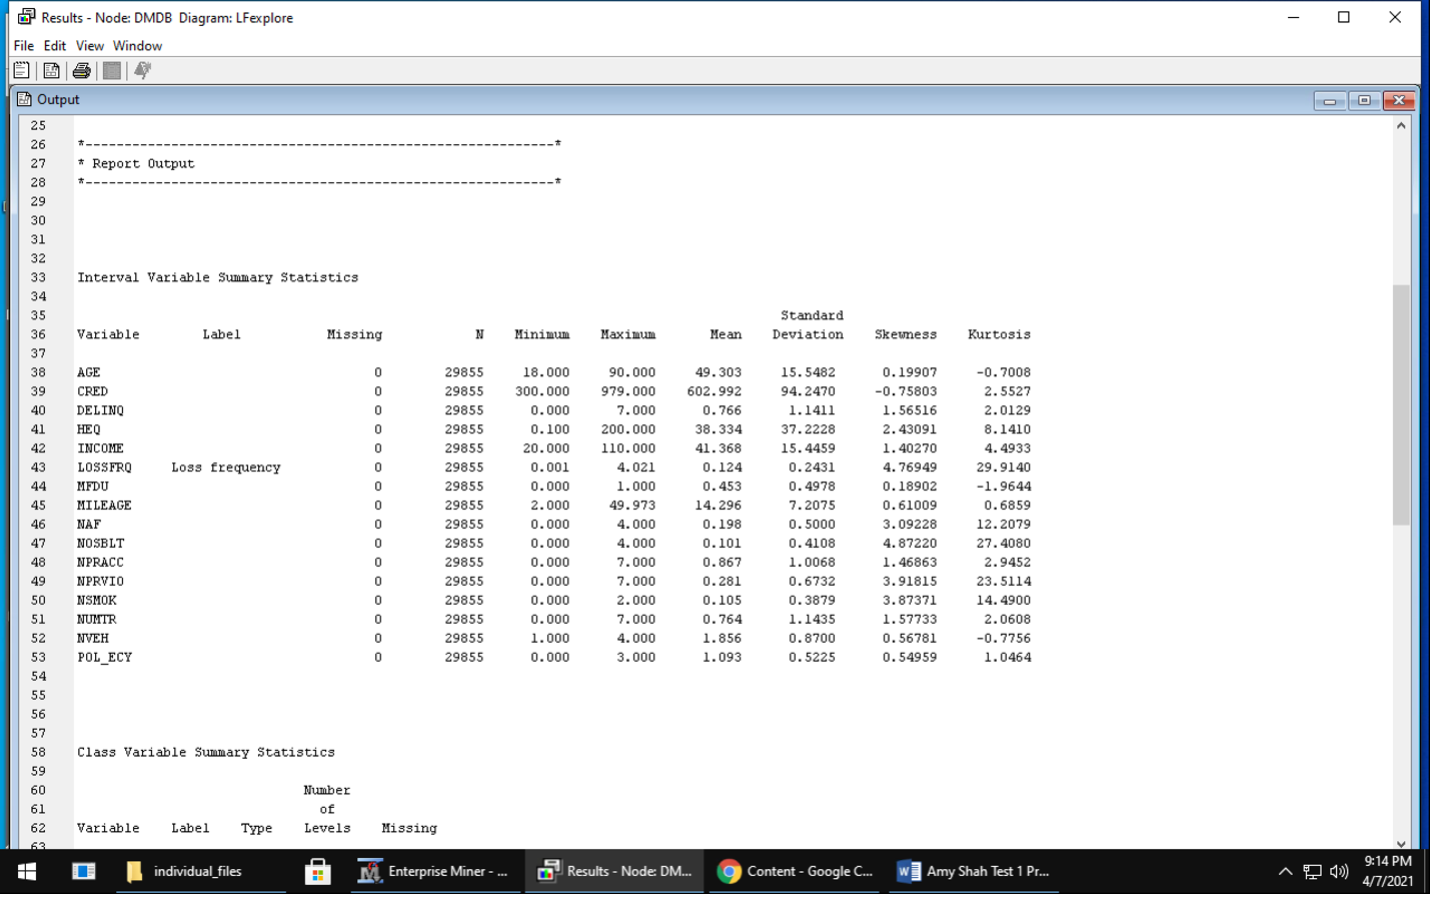 Results - Node: DMDB Diagram: LFexplore
File Edit View Window
Output
25
26 *------------------------------------------------------------*
27 * Report Output
28 *------------------------------------------------------------*
29
30
31
32
33 Interval Variable Summary Statistics
34
35 Standard
36 Variable Label Missing N Minimum Maximum Mean Deviation Skewness Kurtosis
37
38 AGE 0 29855 18.000 90.000 49.303 15.5482 0.19907 -0.7008
39 CRED 0 29855 300.000 979.000 602.992 94.2470 -0.75803 2.5527
40 DELINQ 0 29855 0.000 7.000 0.766 1.1411 1.56516 2.0129
41 HEQ 0 29855 0.100 200.000 38.334 37.2228 2.43091 8.1410
42 INCOME 0 29855 20.000 110.000 41.368 15.4459 1.40270 4.4933
43 LOSSFRQ Loss frequency 0 29855 0.001 4.021 0.124 0.2431 4.76949 29.9140
44 MFDU 0 29855 0.000 1.000 0.453 0.4978 0.18902 -1.9644
45 MILEAGE 0 29855 2.000 49.973 14.296 7.2075 0.61009 0.6859
46 NAF 0 29855 0.000 4.000 0.198 0.5000 3.09228 12.2079
47 NOSBLT 0 29855 0.000 4.000 0.101 0.4108 4.87220 27.4080
48 NPRACC 0 29855 0.000 7.000 0.867 1.0068 1.46863 2.9452
49 NPRVIO 0 29855 0.000 7.000 0.281 0.6732 3.91815 23.5114
50 NSMOK 0 29855 0.000 2.000 0.105 0.3879 3.87371 14.4900
51 NUMTR 0 29855 0.000 7.000 0.764 1.1435 1.57733 2.0608
52 NVEH 0 29855 1.000 4.000 1.856 0.8700 0.56781 -0.7756
53 POL_ECY 0 29855 0.000 3.000 1.093 0.5225 0.54959 1.0464
54
55
56
57
58 Class Variable Summary Statistics
59
60 Number
61 of
62 Variable Label Type Levels Missing
63
individual_files Enterprise Miner - ... Results - Node: DM... Content - Google C... Amy Shah Test 1 Pr... 9:14 PM
4/7/2021